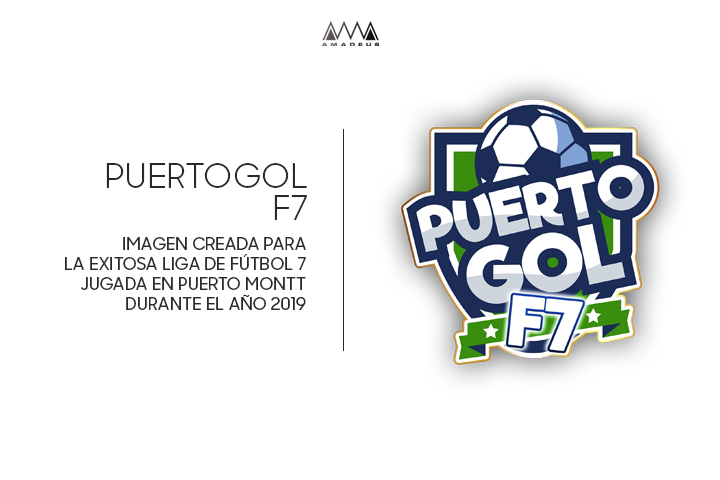 AMADEUS
PUERTOGOL
F7
IMAGEN CREADA PARA
LA EXITOSA LIGA DE FÚTBOL 7
JUGADA EN PUERTO MONTT
DURANTE EL AÑO 2019
PUERTO
GOL
F7